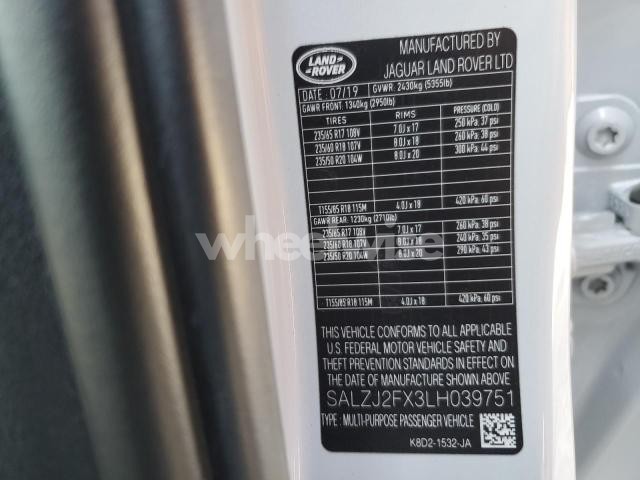 LAND
ROVER
MANUFACTURED BY
JAGUAR LAND ROVER LTD
DATE : 07/19 GVWR: 2430kg (5355lb)
GAWR FRONT: 1340kg (2950lb)
TIRES RIMS PRESSURE (COLD)
235/65 R17 108V 7.0J x 17 250 kPa, 37 psi
235/60 R18 107V 8.0J x 18 260 kPa, 38 psi
235/50 R20 104W 8.0J x 20 300 kPa, 44 psi
T155/85 R18 115M 4.0J x 18 420 kPa, 60 psi
GAWR REAR: 1230kg (2710lb)
235/65 R17 108V 7.0J x 17 260 kPa, 38 psi
235/60 R18 107V 8.0J x 18 240 kPa, 35 psi
235/50 R20 104W 8.0J x 20 290 kPa, 43 psi
T155/85 R18 115M 4.0J x 18 420 kPa, 60 psi
THIS VEHICLE CONFORMS TO ALL APPLICABLE
U.S. FEDERAL MOTOR VEHICLE SAFETY AND
THEFT PREVENTION STANDARDS IN EFFECT ON
THE DATE OF MANUFACTURE SHOWN ABOVE
SALZJ2FX3LH039751
TYPE : MULTI-PURPOSE PASSENGER VEHICLE
K8D2-1532-JA